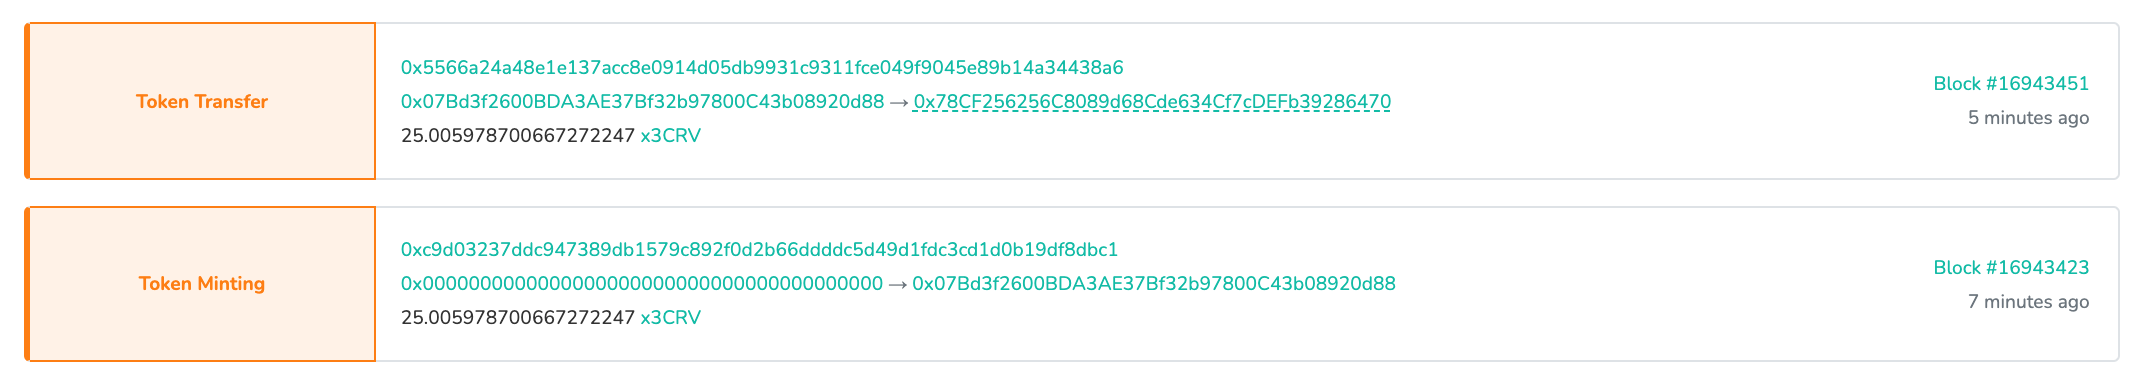 Token Transfer
0x5566a24a48e1e137acc8e0914d05db9931c9311fce049f9045e89b14a34438a6
0x07Bd3f2600BDA3AE37Bf32b97800C43b08920d88 → 0x78CF256256C8089d68Cde634Cf7cDEFb39286470
25.005978700667272247 x3CRV
Block #16943451
5 minutes ago
Token Minting
0xc9d03237ddc947389db1579c892f0d2b66ddddc5d49d1fdc3cd1d0b19df8dbc1
0x0000000000000000000000000000000000000000 → 0x07Bd3f2600BDA3AE37Bf32b97800C43b08920d88
25.005978700667272247 x3CRV
Block #16943423
7 minutes ago